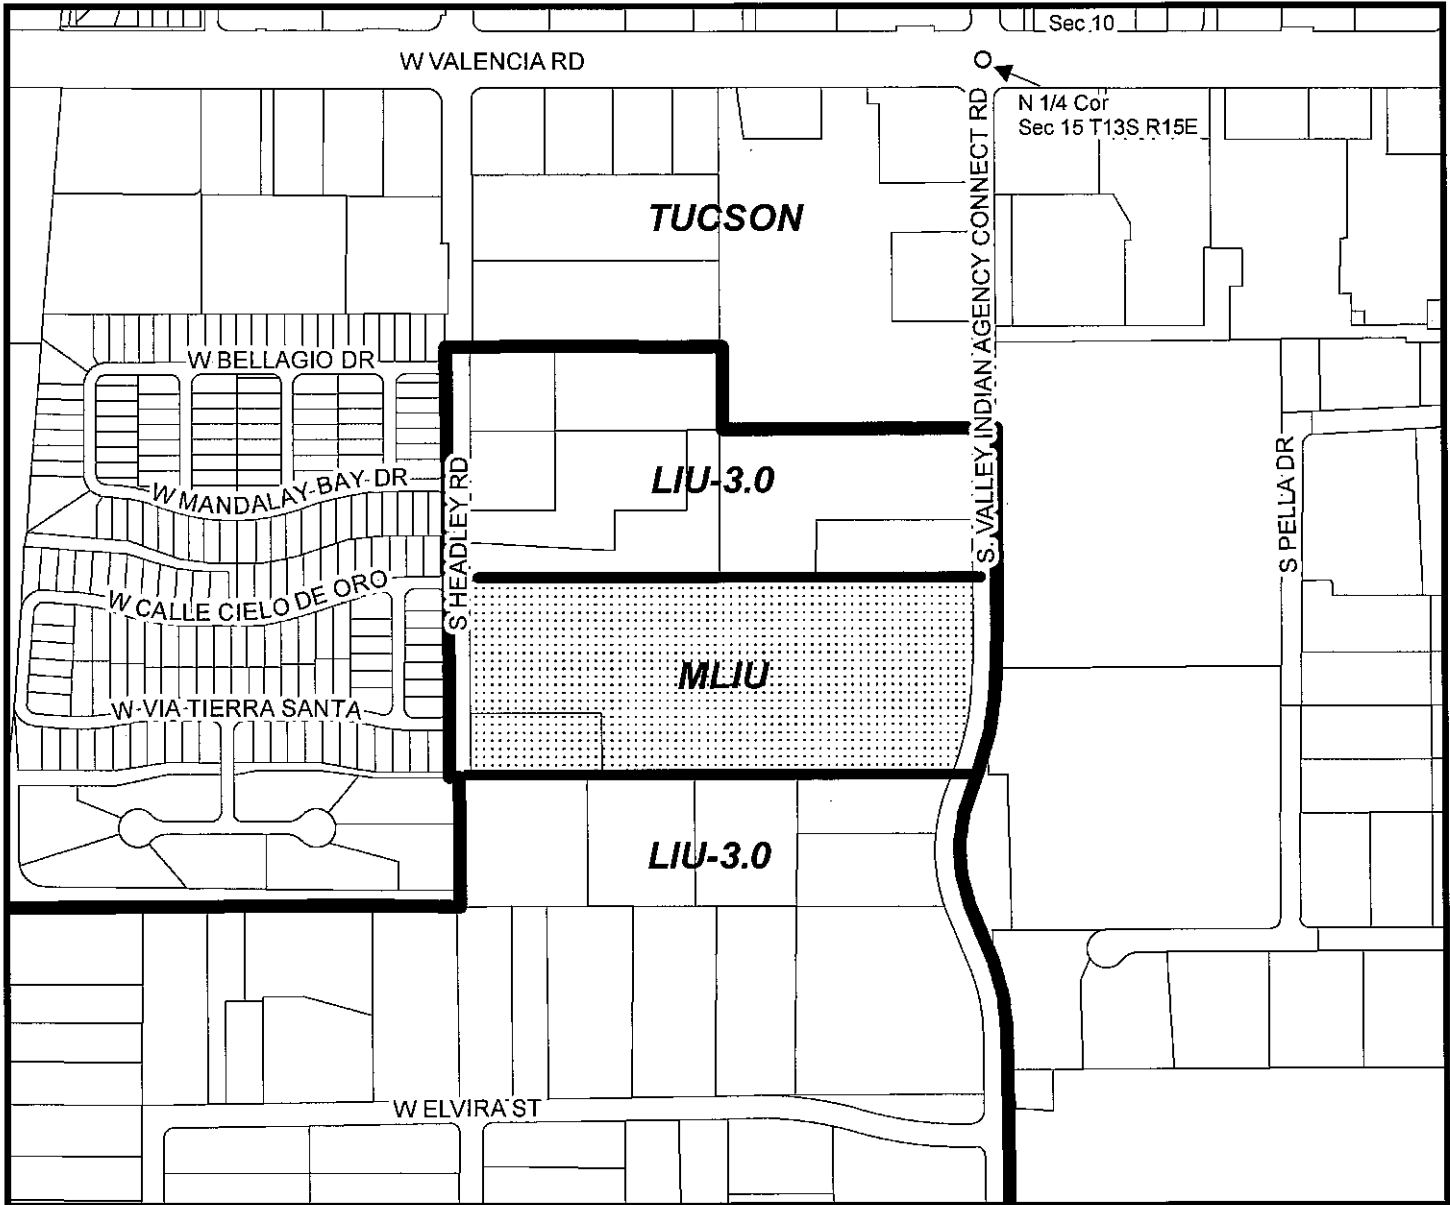 Sec 10
W VALENCIA RD
N 1/4 Cor
Sec 15 T13S R15E
TUCSON
S. VALLEY INDIAN AGENCY CONNECT RD
W BELLAGIO DR
W MANDALAY BAY DR
S HEADLEY RD
LIU-3.0
S PELLA DR
W CALLE CIELO DE ORO
MLIU
W VIA TIERRA SANTA
LIU-3.0
W ELVIRA ST